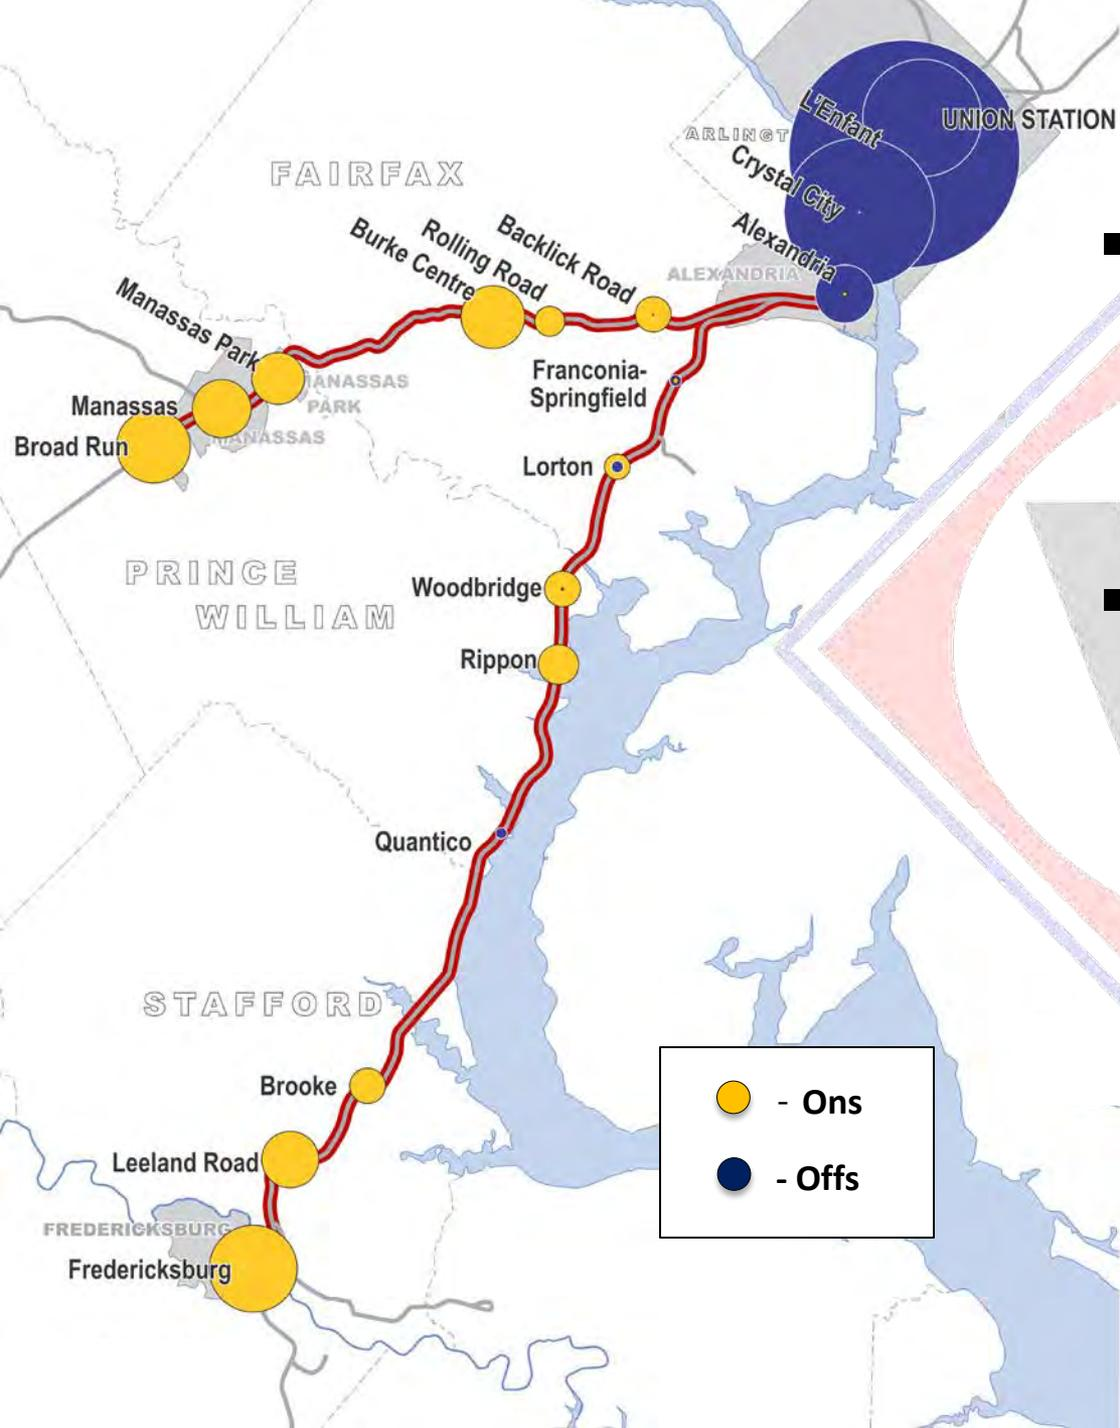 L'Enfant
UNION STATION
ARLINGT
Crystal City
FAIRFAX
Alexandria
Backlick Road
Rolling Road
Burke Centre
ALEXANDRIA
Manassas Park
Franconia-
Springfield
MANASSAS
PARK
Manassas
MANASSAS
Broad Run
Lorton
PRINCE
WILLIAM
Woodbridge
Rippon
Quantico
STAFFORD
Brooke
- Ons
Leeland Road
- Offs
FREDERICKSBURG
Fredericksburg